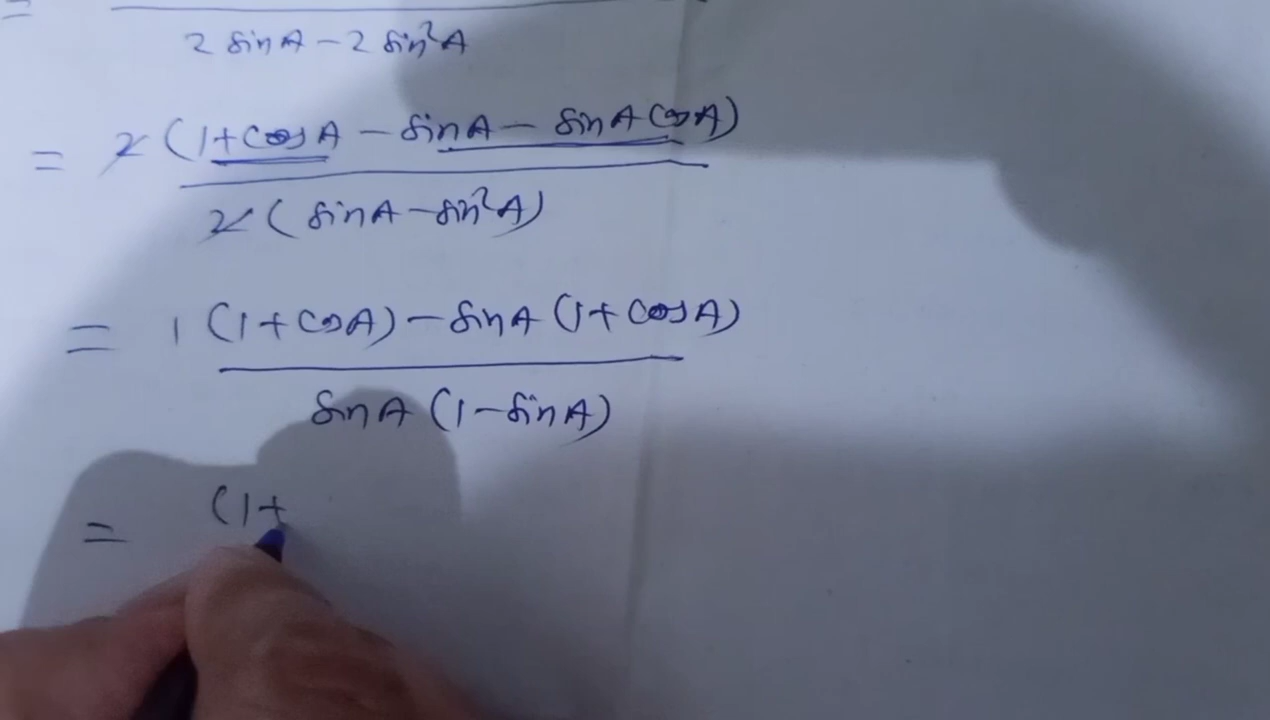 =
2 sinA - 2 sin²A
= 2 (1+cosA - sinA - sinA cosA)
2 (sinA - sin²A)
= 1 (1+cosA) - sinA (1+cosA)
sinA (1-sinA)
= (1+